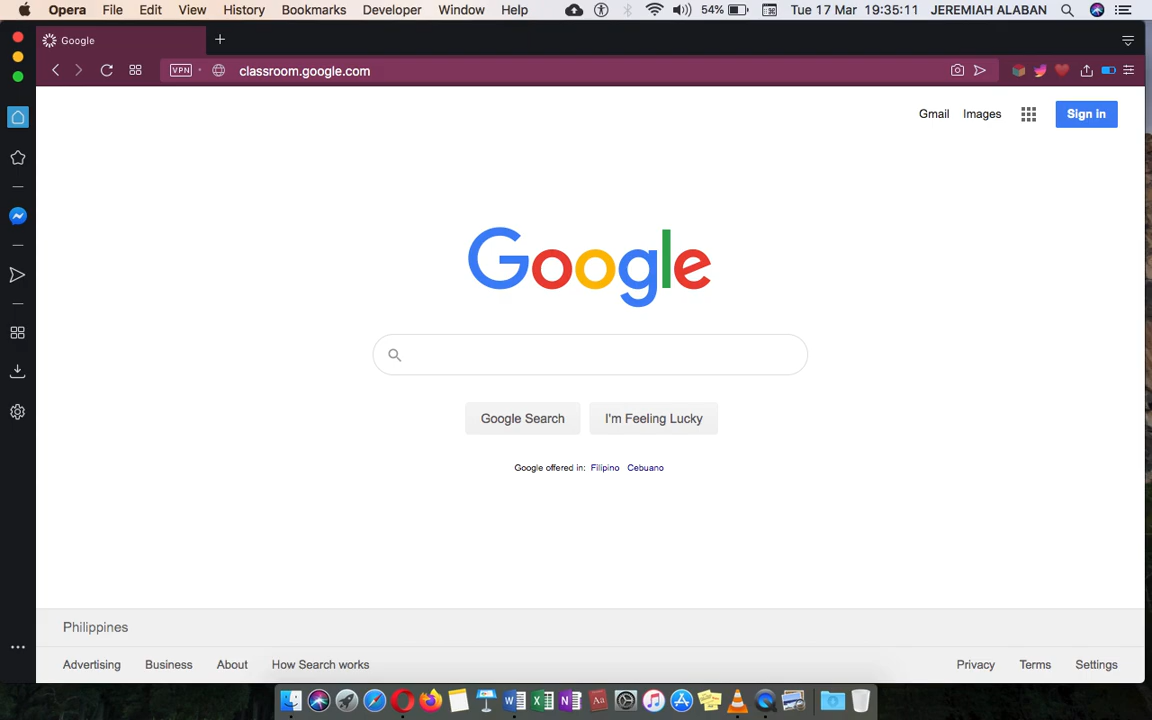 Opera File Edit View History Bookmarks Developer Window Help 54% Tue 17 Mar 19:35:11 JEREMIAH ALABAN
Google
VPN classroom.google.com
Gmail Images Sign in
Google
Google Search I'm Feeling Lucky
Google offered in: Filipino Cebuano
Philippines
Advertising Business About How Search works Privacy Terms Settings